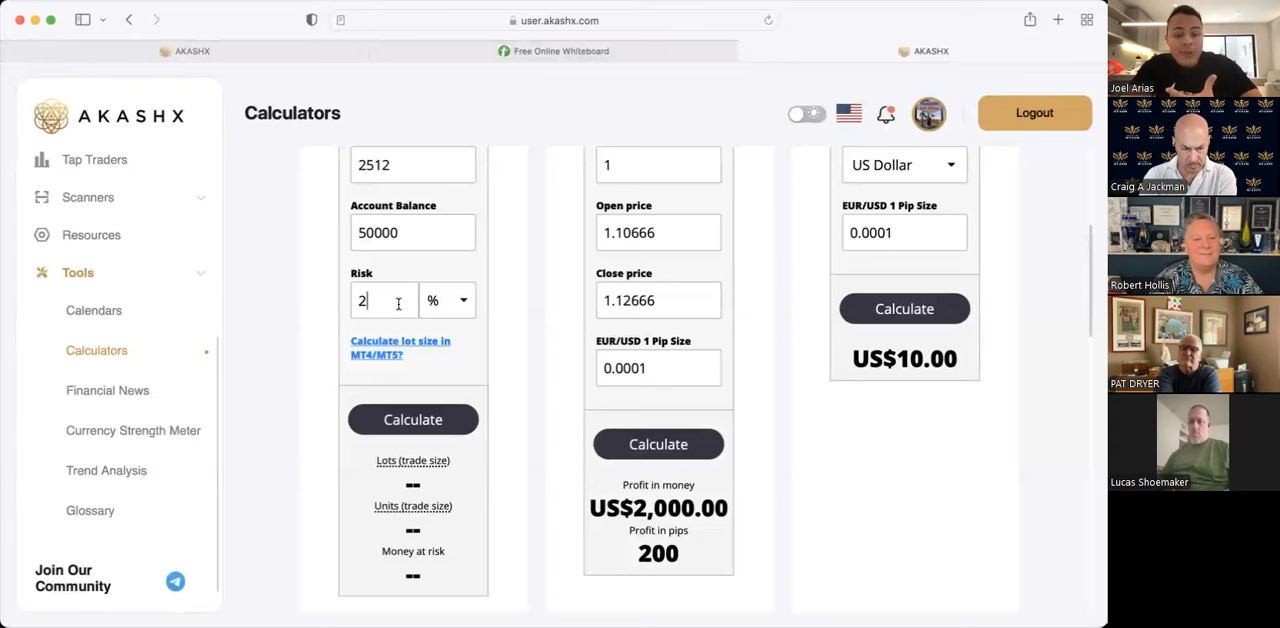 user.akashx.com
AKASHX
Free Online Whiteboard
AKASHX
AKASHX
Calculators
Logout
Tap Traders
Scanners
Resources
Tools
Calendars
Calculators
Financial News
Currency Strength Meter
Trend Analysis
Glossary
Join Our
Community
2512
Account Balance
50000
Risk
2
%
Calculate lot size in
MT4/MT5?
Calculate
Lots (trade size)
--
Units (trade size)
--
Money at risk
--
1
Open price
1.10666
Close price
1.12666
EUR/USD 1 Pip Size
0.0001
Calculate
Profit in money
US$2,000.00
Profit in pips
200
US Dollar
EUR/USD 1 Pip Size
0.0001
Calculate
US$10.00
Joel Arias
Craig A Jackman
Robert Hollis
PAT DRYER
Lucas Shoemaker